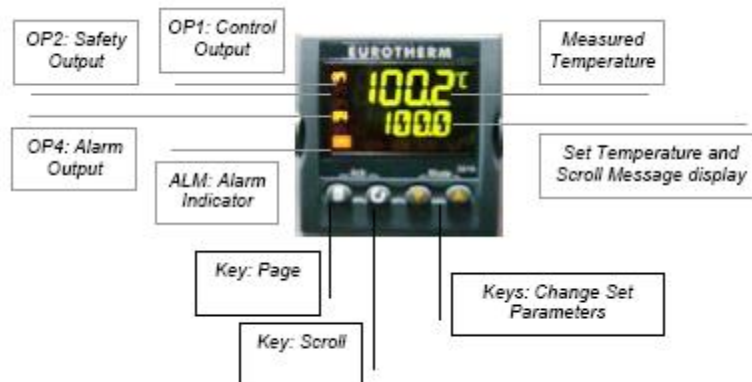 OP2: Safety
Output
OP1: Control
Output
Measured
Temperature
EUROTHERM
100.2°C
100.0
OP4: Alarm
Output
ALM: Alarm
Indicator
Set Temperature and
Scroll Message display
Key: Page
Key: Scroll
Keys: Change Set
Parameters